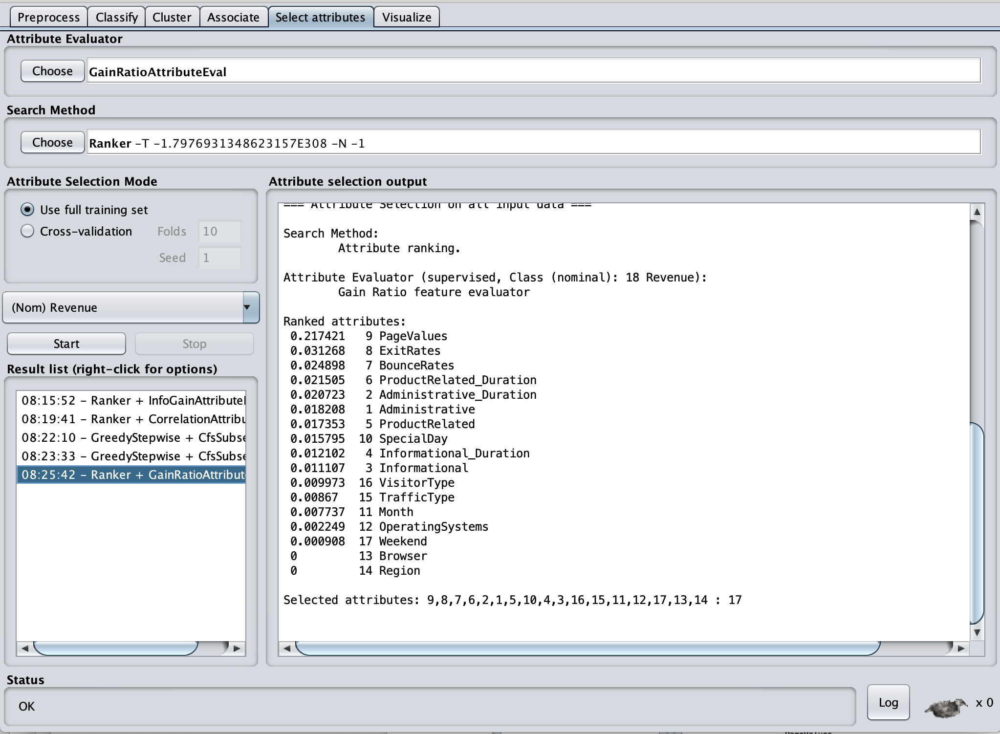 Preprocess Classify Cluster Associate Select attributes Visualize
Attribute Evaluator
Choose GainRatioAttributeEval
Search Method
Choose Ranker -T -1.7976931348623157E308 -N -1
Attribute Selection Mode
Use full training set
Cross-validation Folds 10
Seed 1
(Nom) Revenue
Start Stop
Result list (right-click for options)
08:15:52 - Ranker + InfoGainAttribute
08:19:41 - Ranker + CorrelationAttribu
08:22:10 - GreedyStepwise + CfsSubse
08:23:33 - GreedyStepwise + CfsSubse
08:25:42 - Ranker + GainRatioAttribut
Attribute selection output
=== Attribute Selection on all input data ===
Search Method:
Attribute ranking.
Attribute Evaluator (supervised, Class (nominal): 18 Revenue):
Gain Ratio feature evaluator
Ranked attributes:
0.217421 9 PageValues
0.031268 8 ExitRates
0.024898 7 BounceRates
0.021505 6 ProductRelated_Duration
0.020723 2 Administrative_Duration
0.018208 1 Administrative
0.017353 5 ProductRelated
0.015795 10 SpecialDay
0.012102 4 Informational_Duration
0.011107 3 Informational
0.009973 16 VisitorType
0.00867 15 TrafficType
0.007737 11 Month
0.002249 12 OperatingSystems
0.000908 17 Weekend
0 13 Browser
0 14 Region
Selected attributes: 9,8,7,6,2,1,5,10,4,3,16,15,11,12,17,13,14 : 17
Status
OK
Log x 0